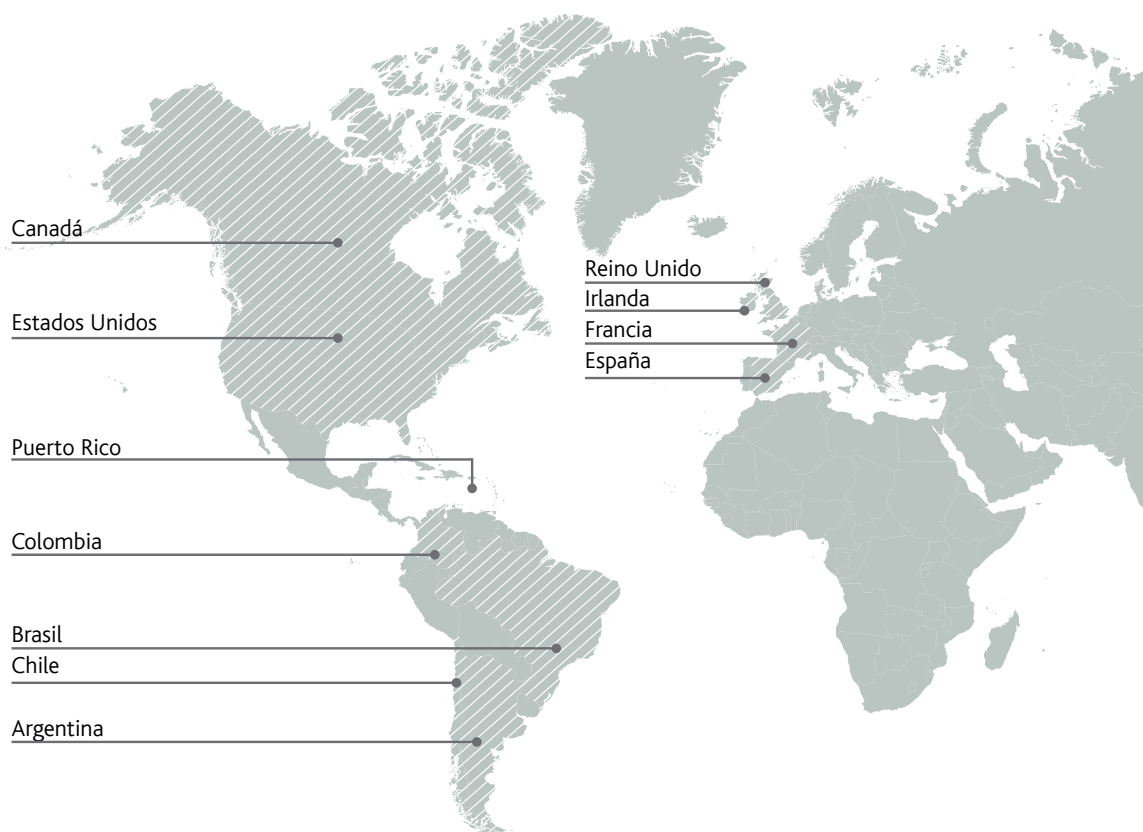 Canadá
Estados Unidos
Puerto Rico
Colombia
Brasil
Chile
Argentina
Reino Unido
Irlanda
Francia
España